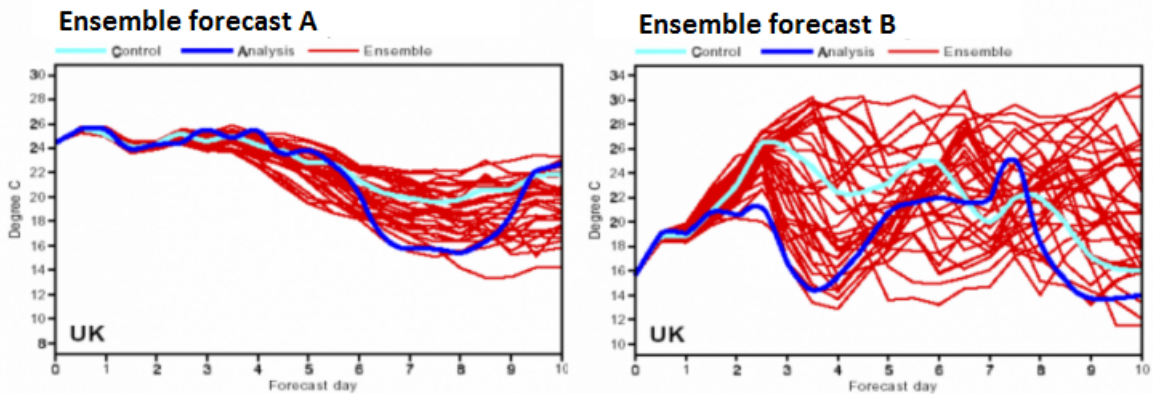 Ensemble forecast A
Control Analysis Ensemble
30
28
26
24
22
20
18
16
14
12
10
8
Degree C
UK
0 1 2 3 4 5 6 7 8 9 10
Forecast day
Ensemble forecast B
Control Analysis Ensemble
34
30
28
26
24
22
20
18
16
14
10
Degree C
UK
0 1 2 3 4 5 6 7 8 9 10
Forecast day